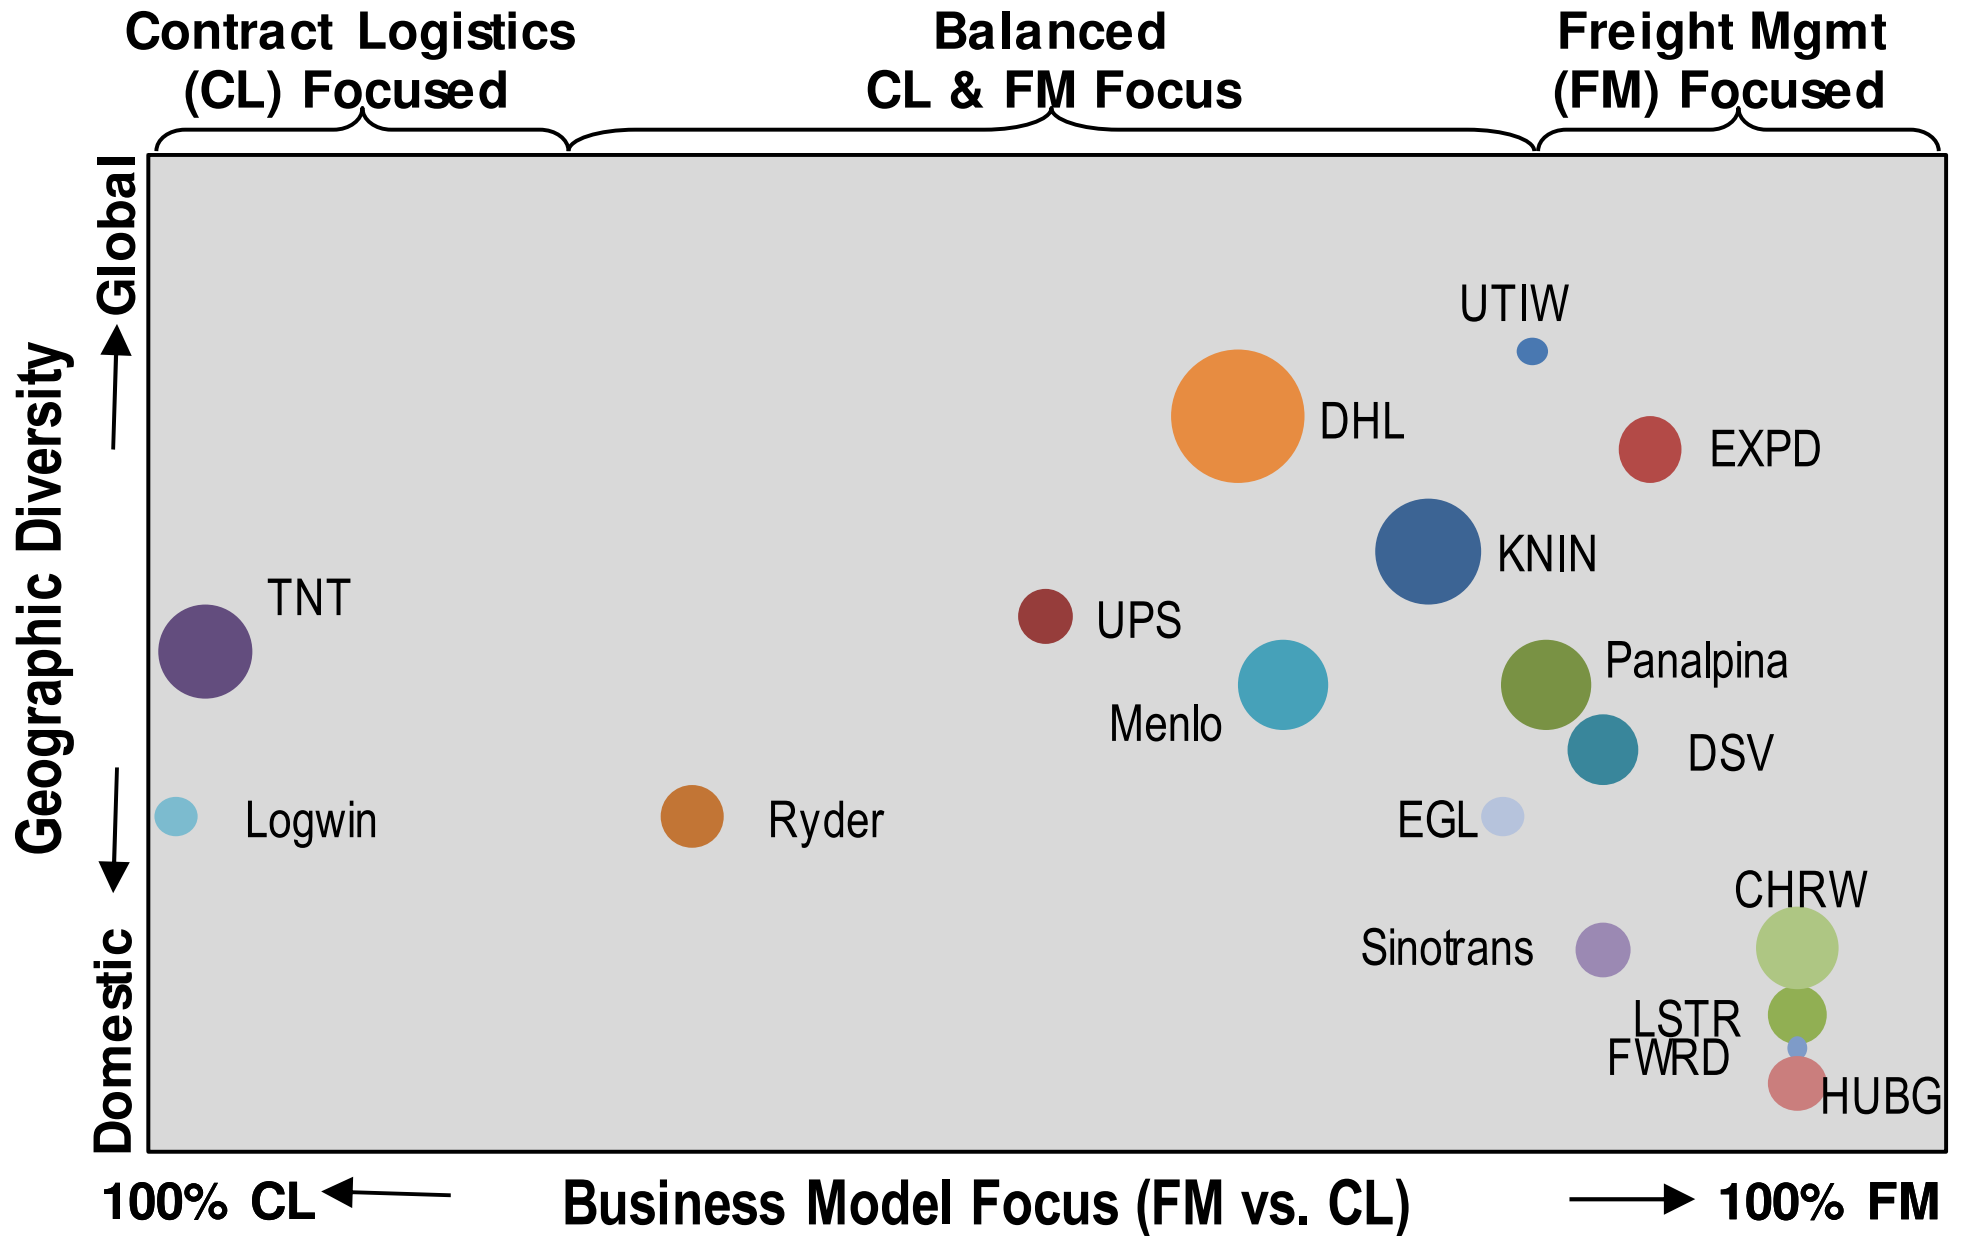 Contract Logistics
(CL) Focused
Balanced
CL & FM Focus
Freight Mgmt
(FM) Focused
Global
Geographic Diversity
Domestic
UTIW
DHL
EXPD
KNIN
TNT
UPS
Panalpina
Menlo
DSV
Logwin
Ryder
EGL
CHRW
Sinotrans
LSTR
FWRD
HUBG
100% CL
Business Model Focus (FM vs. CL)
100% FM